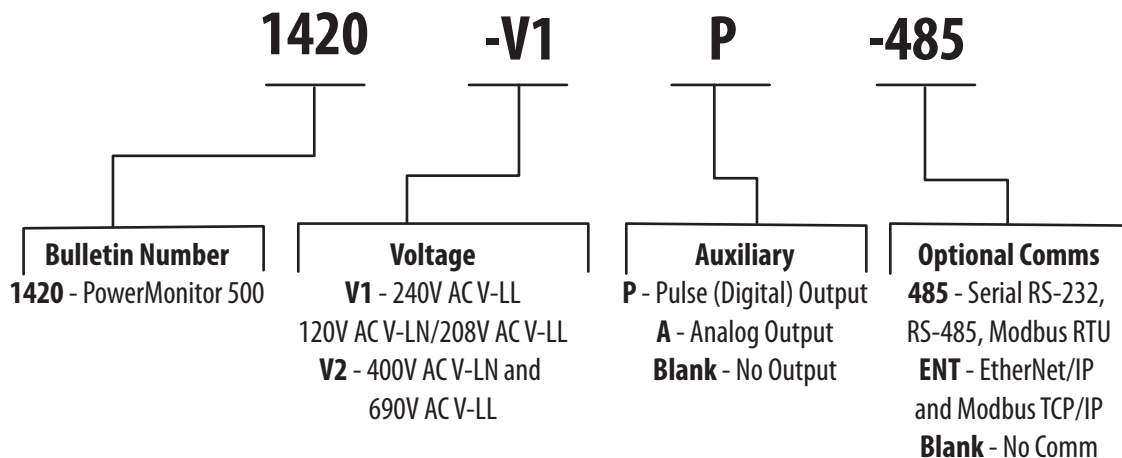 1420 -V1 P -485
Bulletin Number
1420 - PowerMonitor 500
Voltage
V1 - 240V AC V-LL
120V AC V-LN/208V AC V-LL
V2 - 400V AC V-LN and
690V AC V-LL
Auxiliary
P - Pulse (Digital) Output
A - Analog Output
Blank - No Output
Optional Comms
485 - Serial RS-232,
RS-485, Modbus RTU
ENT - EtherNet/IP
and Modbus TCP/IP
Blank - No Comm